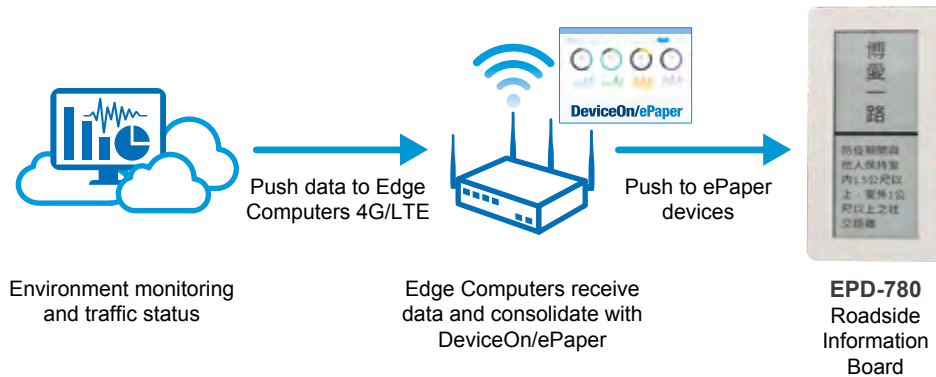 DeviceOn/ePaper
Push data to Edge
Computers 4G/LTE
Push to ePaper
devices
博愛一路
防疫期間與
他人保持室
內1.5公尺以
上，室外1公
尺以上之社
交距離
Environment monitoring
and traffic status
Edge Computers receive
data and consolidate with
DeviceOn/ePaper
EPD-780
Roadside
Information
Board